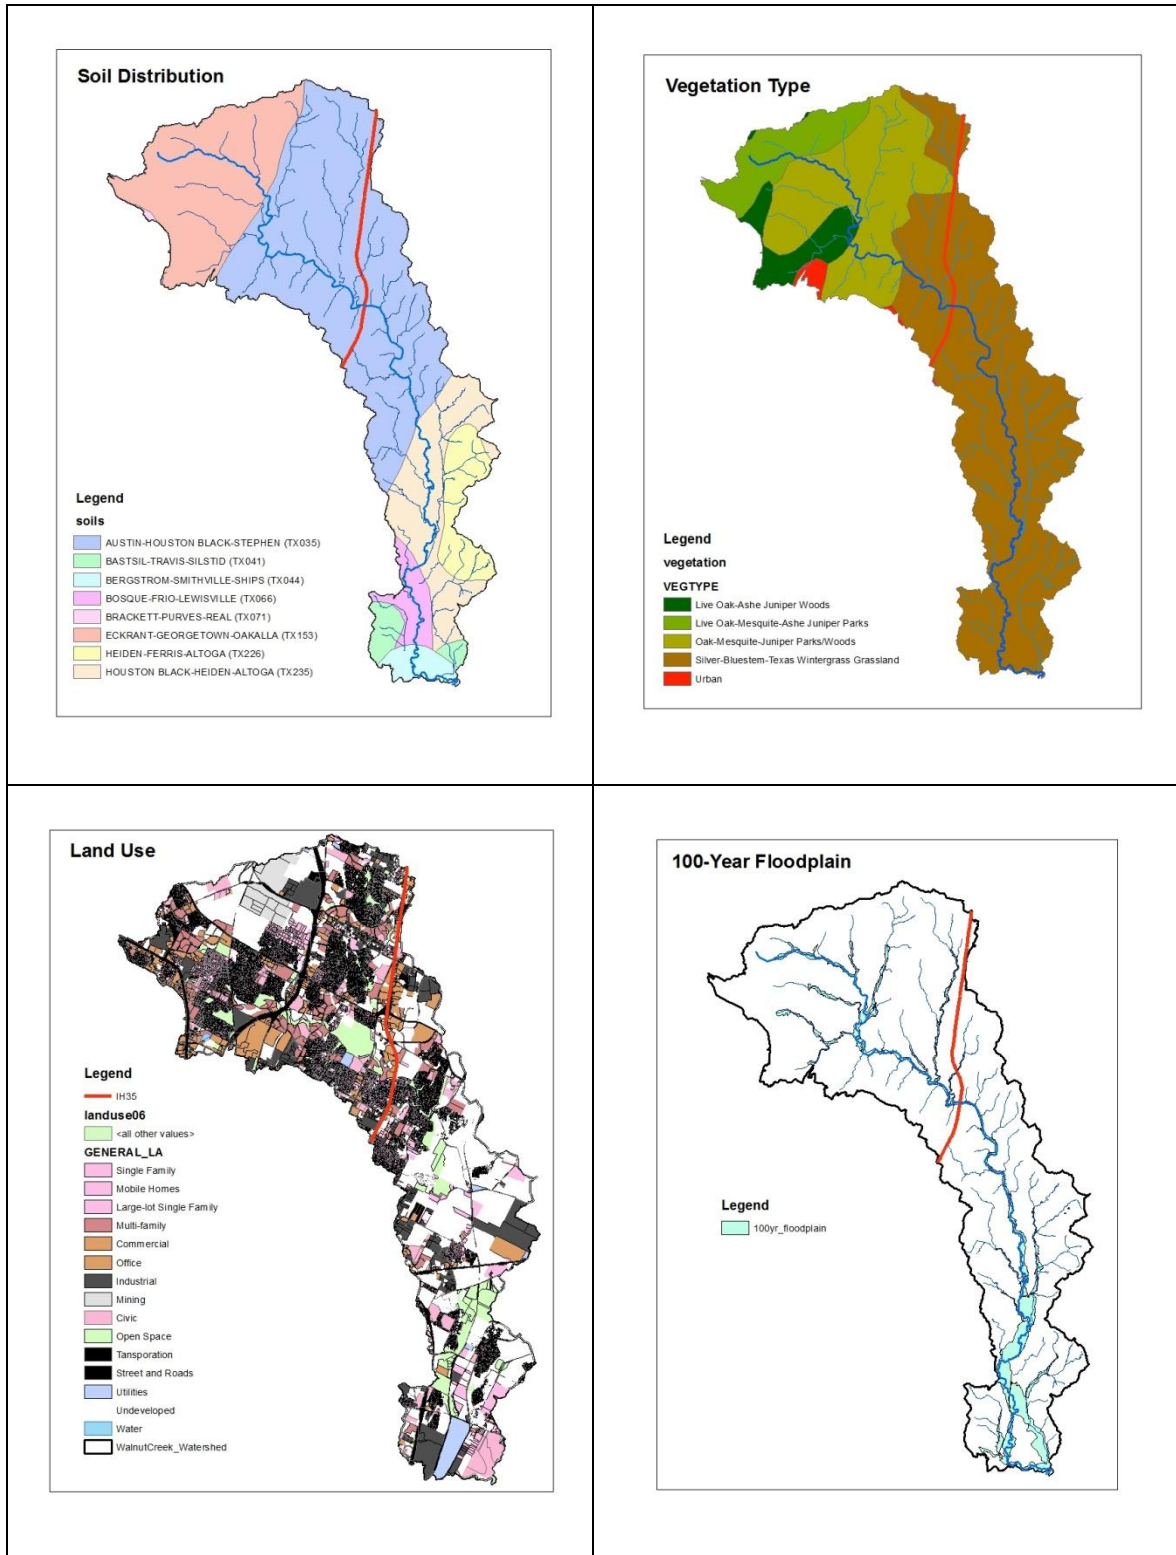 Soil Distribution
Legend
soils
AUSTIN-HOUSTON BLACK-STEPHEN (TX035)
BASTSIL-TRAVIS-SILSTID (TX041)
BERGSTROM-SMITHVILLE-SHIPS (TX044)
BOSQUE-FRIO-LEWISVILLE (TX066)
BRACKETT-PURVES-REAL (TX071)
ECKRANT-GEORGETOWN-OAKALLA (TX153)
HEIDEN-FERRIS-ALTOGA (TX226)
HOUSTON BLACK-HEIDEN-ALTOGA (TX235)
Vegetation Type
Legend
vegetation
VEGTYPE
Live Oak-Ashe Juniper Woods
Live Oak-Mesquite-Ashe Juniper Parks
Oak-Mesquite-Juniper Parks/Woods
Silver-Bluestem-Texas Wintergrass Grassland
Urban
Land Use
Legend
IH35
landuse06
<all other values>
GENERAL_LA
Single Family
Mobile Homes
Large-lot Single Family
Multi-family
Commercial
Office
Industrial
Mining
Civic
Open Space
Tansporation
Street and Roads
Utilities
Undeveloped
Water
WalnutCreek_Watershed
100-Year Floodplain
Legend
100yr_floodplain